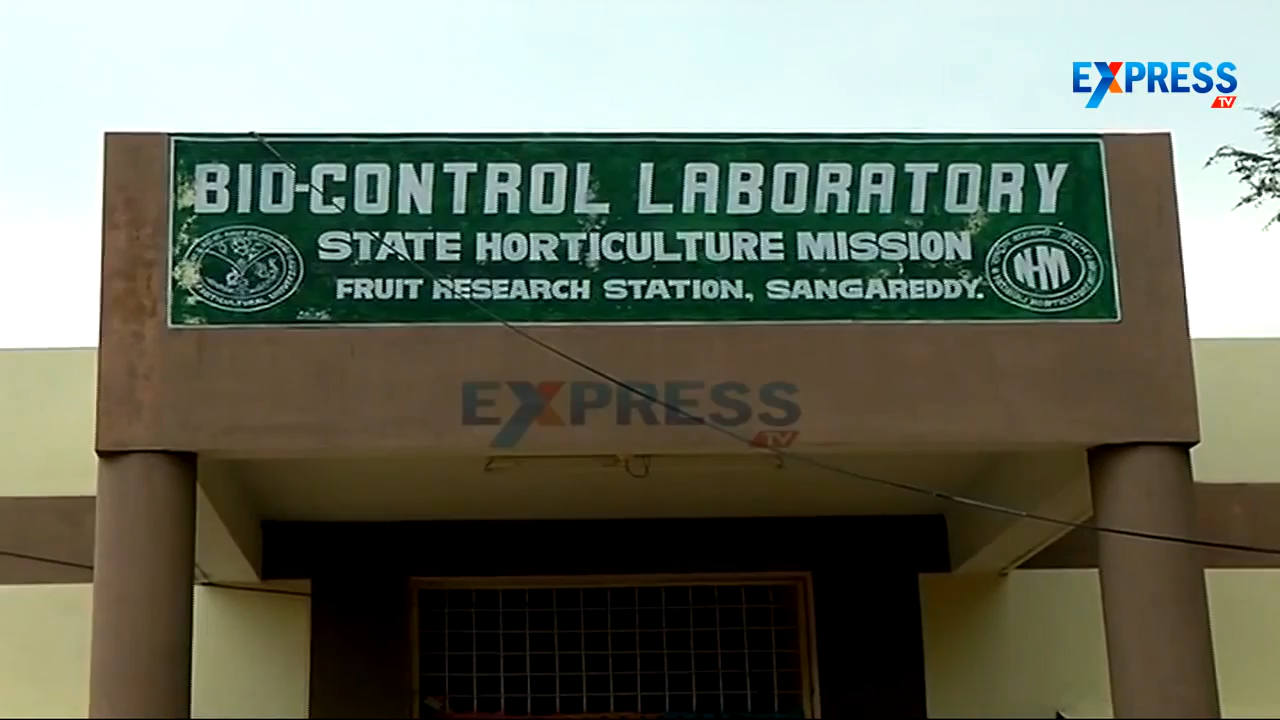 EXPRESS
TV
BIO-CONTROL LABORATORY
STATE HORTICULTURE MISSION
FRUIT RESEARCH STATION, SANGAREDDY.
NHM
EXPRESS
TV